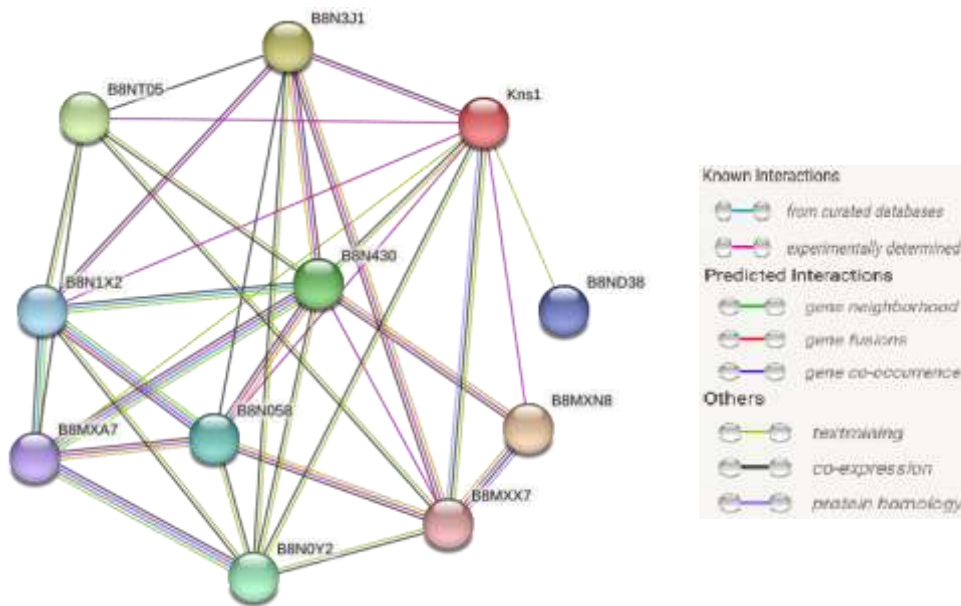 B8N3J1
B8NT05
Kns1
B8N430
B8N1X2
B8ND38
B8N058
B8MXN8
B8MXA7
B8MXX7
B8N0Y2
Known Interactions
from curated databases
experimentally determined
Predicted Interactions
gene neighborhood
gene fusions
gene co-occurrence
Others
textmining
co-expression
protein homology